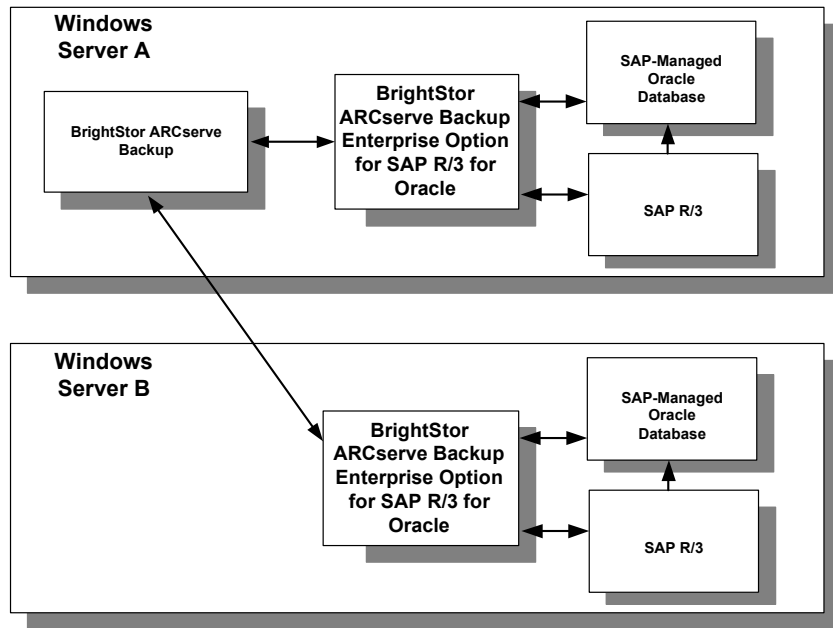 Windows
Server A
BrightStor ARCserve
Backup
BrightStor
ARCserve Backup
Enterprise Option
for SAP R/3 for
Oracle
SAP-Managed
Oracle
Database
SAP R/3
Windows
Server B
BrightStor
ARCserve Backup
Enterprise Option
for SAP R/3 for
Oracle
SAP-Managed
Oracle
Database
SAP R/3